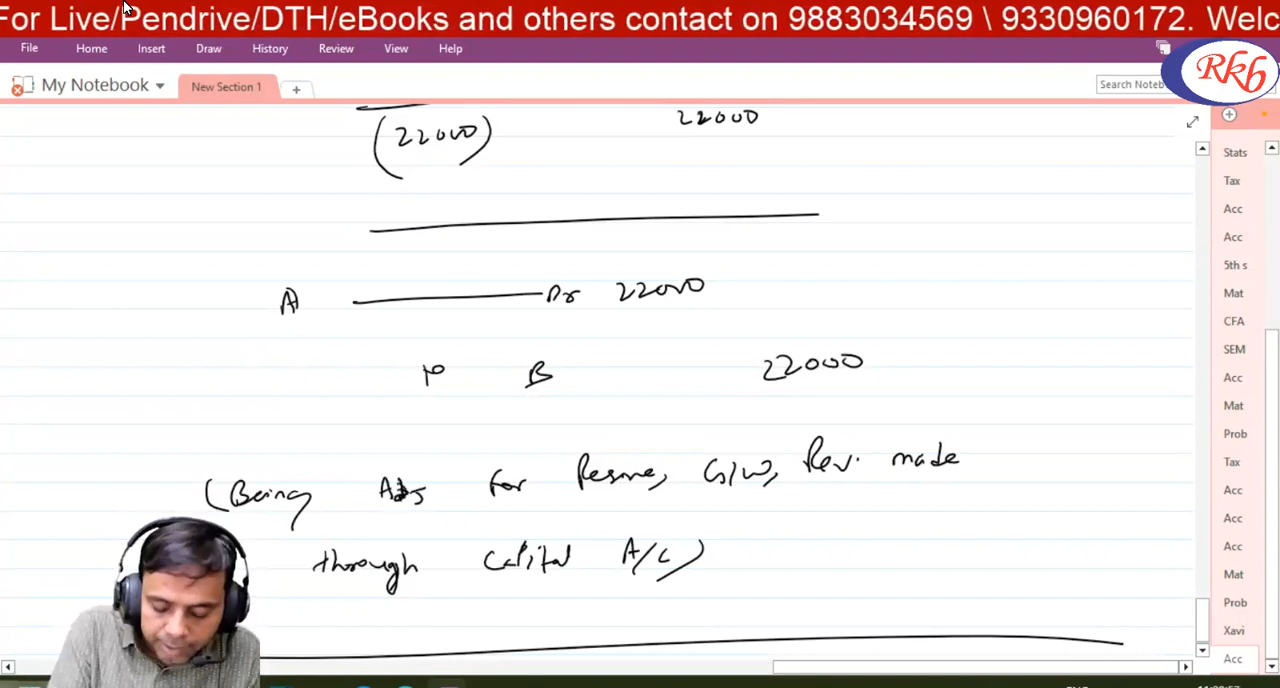 For Live/Pendrive/DTH/eBooks and others contact on 9883034569 \ 9330960172. Welc
File Home Insert Draw History Review View Help
Rkb
My Notebook New Section 1 + Search Noteb
22000
(22000)
A Dr 22000
To B 22000
(Being Adj for Reserve, G/W, Rev. made
through Capital A/C)
Stats
Tax
Acc
Acc
5th s
Mat
CFA
SEM
Acc
Mat
Prob
Tax
Acc
Acc
Acc
Mat
Prob
Xavi
Acc